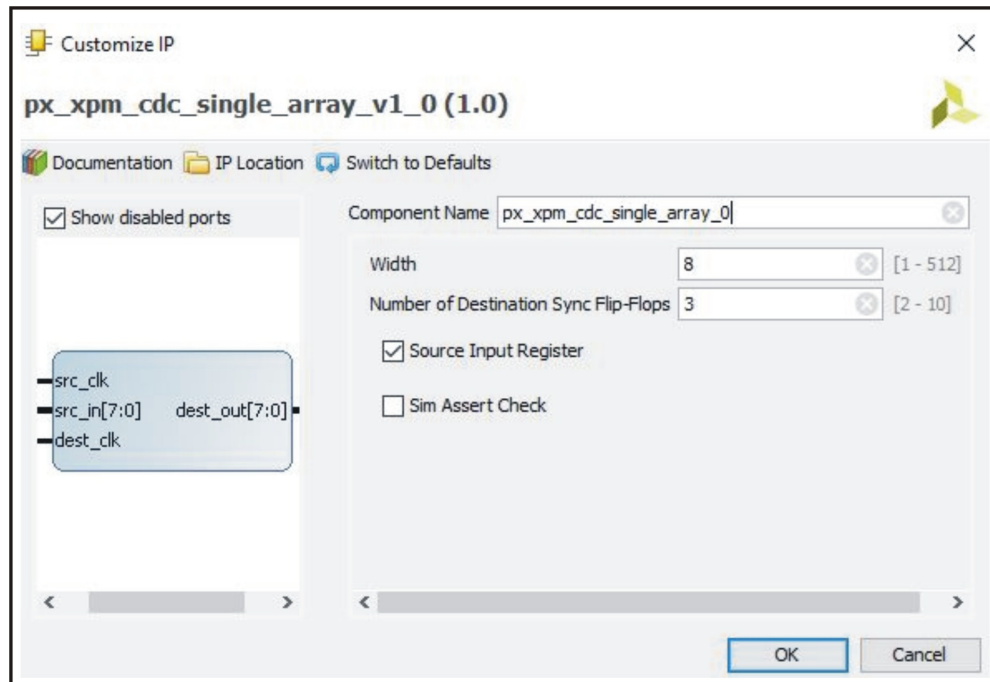 Customize IP
px_xpm_cdc_single_array_v1_0 (1.0)
Documentation IP Location Switch to Defaults
Show disabled ports
src_clk
src_in[7:0] dest_out[7:0]
dest_clk
Component Name px_xpm_cdc_single_array_0
Width 8 [1 - 512]
Number of Destination Sync Flip-Flops 3 [2 - 10]
Source Input Register
Sim Assert Check
OK Cancel